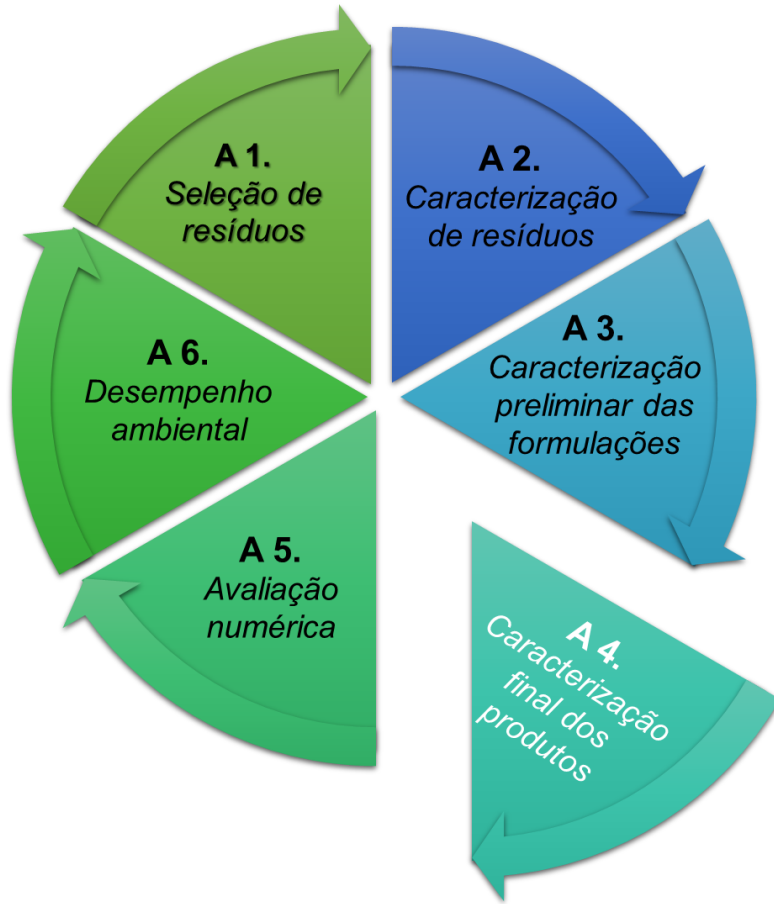 A 1.
Seleção de
resíduos
A 2.
Caracterização
de resíduos
A 3.
Caracterização
preliminar das
formulações
A 4.
Caracterização
final dos
produtos
A 5.
Avaliação
numérica
A 6.
Desempenho
ambiental